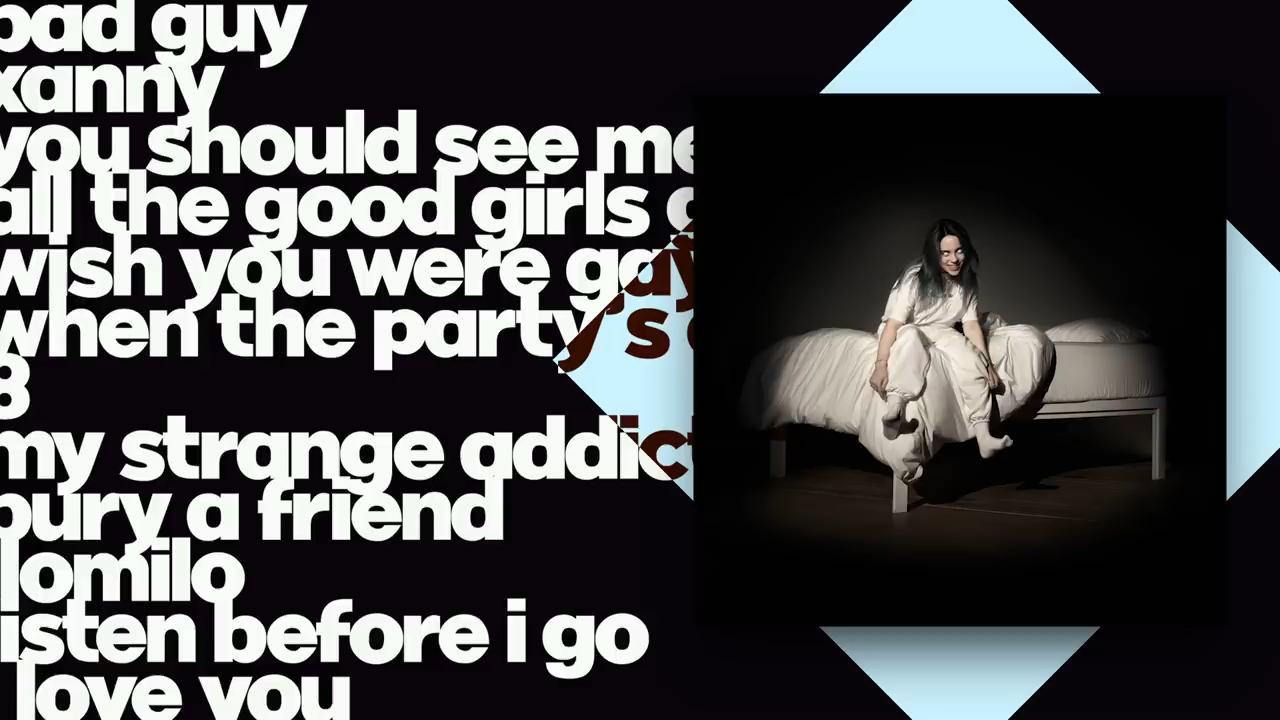 bad guy
xanny
you should see me
all the good girls g
wish you were gay
when the party's o
8
my strange addict
bury a friend
ilomilo
listen before i go
i love you